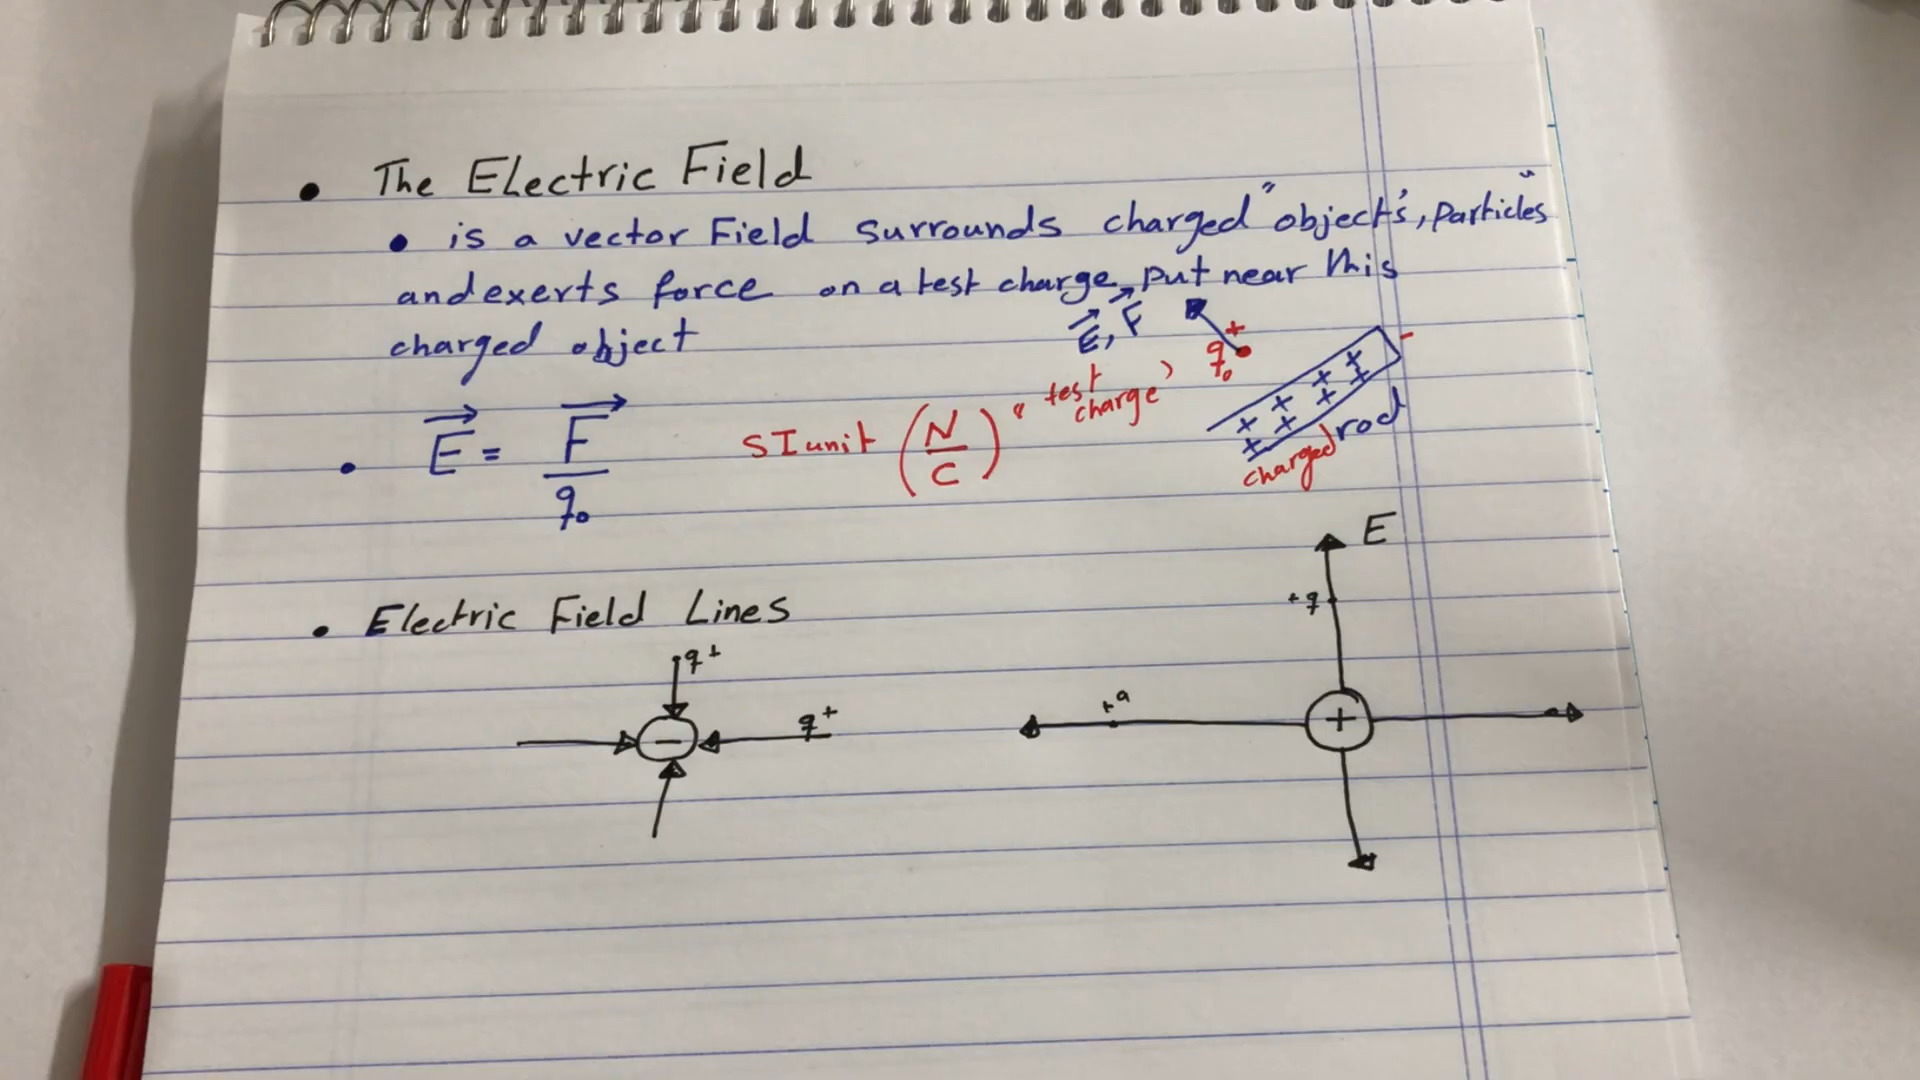 • The Electric Field
• is a vector Field surrounds charged "objects", particles"
and exerts force on a test charge put near this
charged object
E, F
+
q₀
-
"test charge"
+ + + + + + + + +
charged rod
• E = F / q₀
SI unit (N/C)
E
+q
• Electric Field Lines
q+
+q
q+
+
-